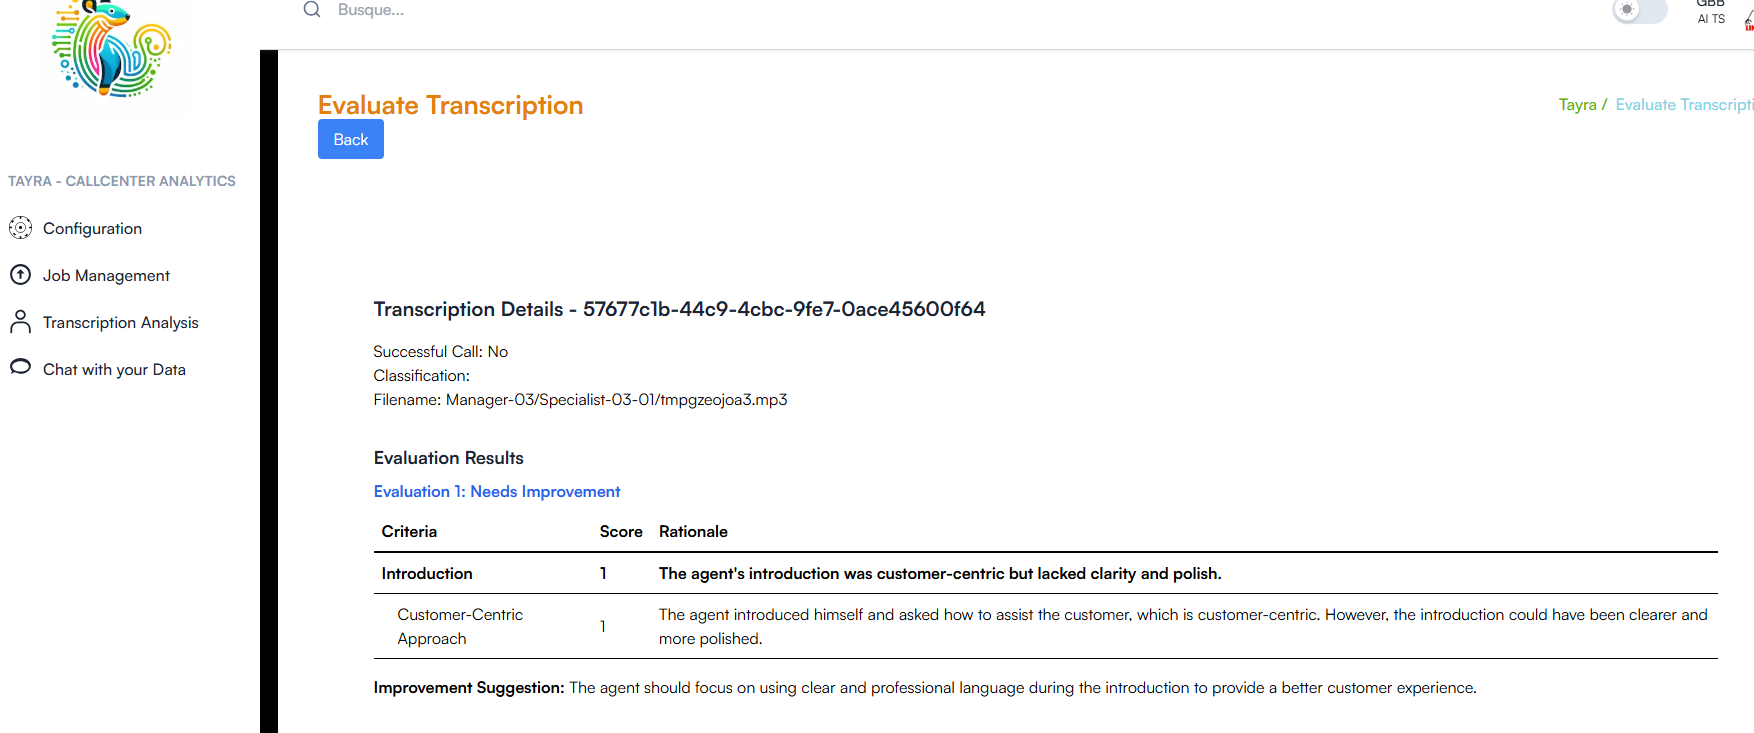 Busque...
GBB
AI TS
Evaluate Transcription
Tayra / Evaluate Transcripti
Back
TAYRA - CALLCENTER ANALYTICS
Configuration
Job Management
Transcription Analysis
Chat with your Data
Transcription Details - 57677c1b-44c9-4cbc-9fe7-0ace45600f64
Successful Call: No
Classification:
Filename: Manager-03/Specialist-03-01/tmpgzeojoa3.mp3
Evaluation Results
Evaluation 1: Needs Improvement
Criteria Score Rationale
Introduction 1 The agent's introduction was customer-centric but lacked clarity and polish.
Customer-Centric Approach 1 The agent introduced himself and asked how to assist the customer, which is customer-centric. However, the introduction could have been clearer and
more polished.
Improvement Suggestion: The agent should focus on using clear and professional language during the introduction to provide a better customer experience.